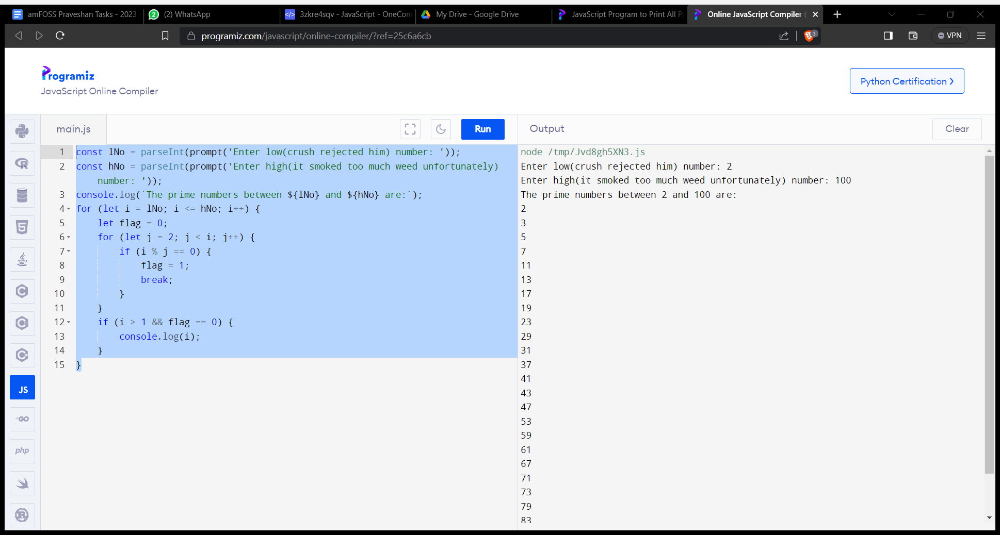 amFOSS Praveshan Tasks - 2023
(2) WhatsApp
3zkre4sqv - JavaScript - OneCom
My Drive - Google Drive
JavaScript Program to Print All P
Online JavaScript Compiler (
programiz.com/javascript/online-compiler/?ref=25c6a6cb
3
VPN
Programiz
JavaScript Online Compiler
Python Certification
main.js
Run
Output
Clear
1 const lNo = parseInt(prompt('Enter low(crush rejected him) number: '));
2 const hNo = parseInt(prompt('Enter high(it smoked too much weed unfortunately)
number: '));
3 console.log(`The prime numbers between ${lNo} and ${hNo} are:`);
4 for (let i = lNo; i <= hNo; i++) {
5 let flag = 0;
6 for (let j = 2; j < i; j++) {
7 if (i % j == 0) {
8 flag = 1;
9 break;
10 }
11 }
12 if (i > 1 && flag == 0) {
13 console.log(i);
14 }
15 }
node /tmp/Jvd8gh5XN3.js
Enter low(crush rejected him) number: 2
Enter high(it smoked too much weed unfortunately) number: 100
The prime numbers between 2 and 100 are:
2
3
5
7
11
13
17
19
23
29
31
37
41
43
47
53
59
61
67
71
73
79
83
R
5
C
C
C
JS
GO
php
R